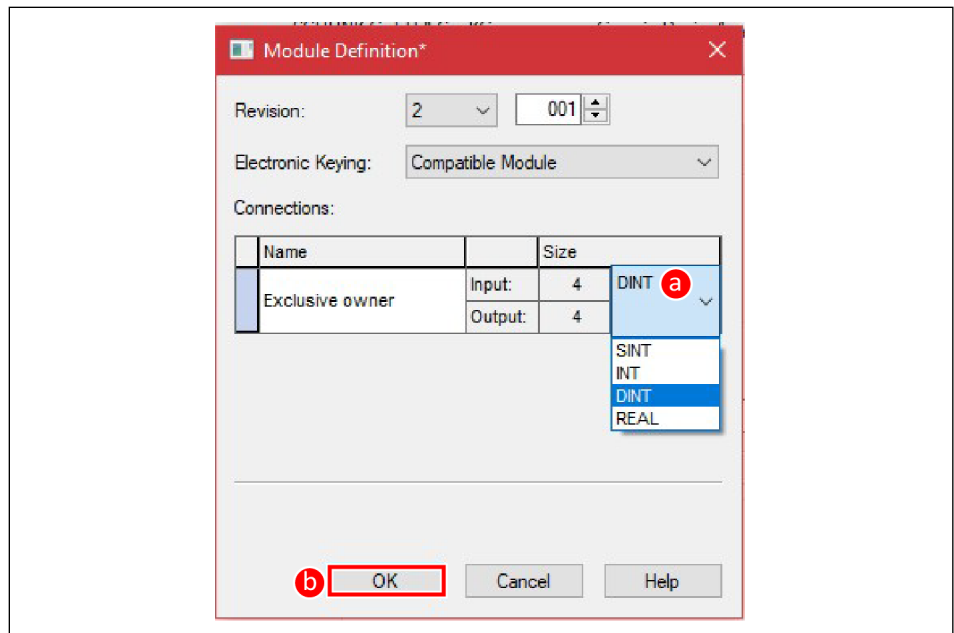 Module Definition*
Revision: 2 001
Electronic Keying: Compatible Module
Connections:
Name Size
Exclusive owner Input: 4 DINT a
Output: 4
SINT
INT
DINT
REAL
b OK Cancel Help